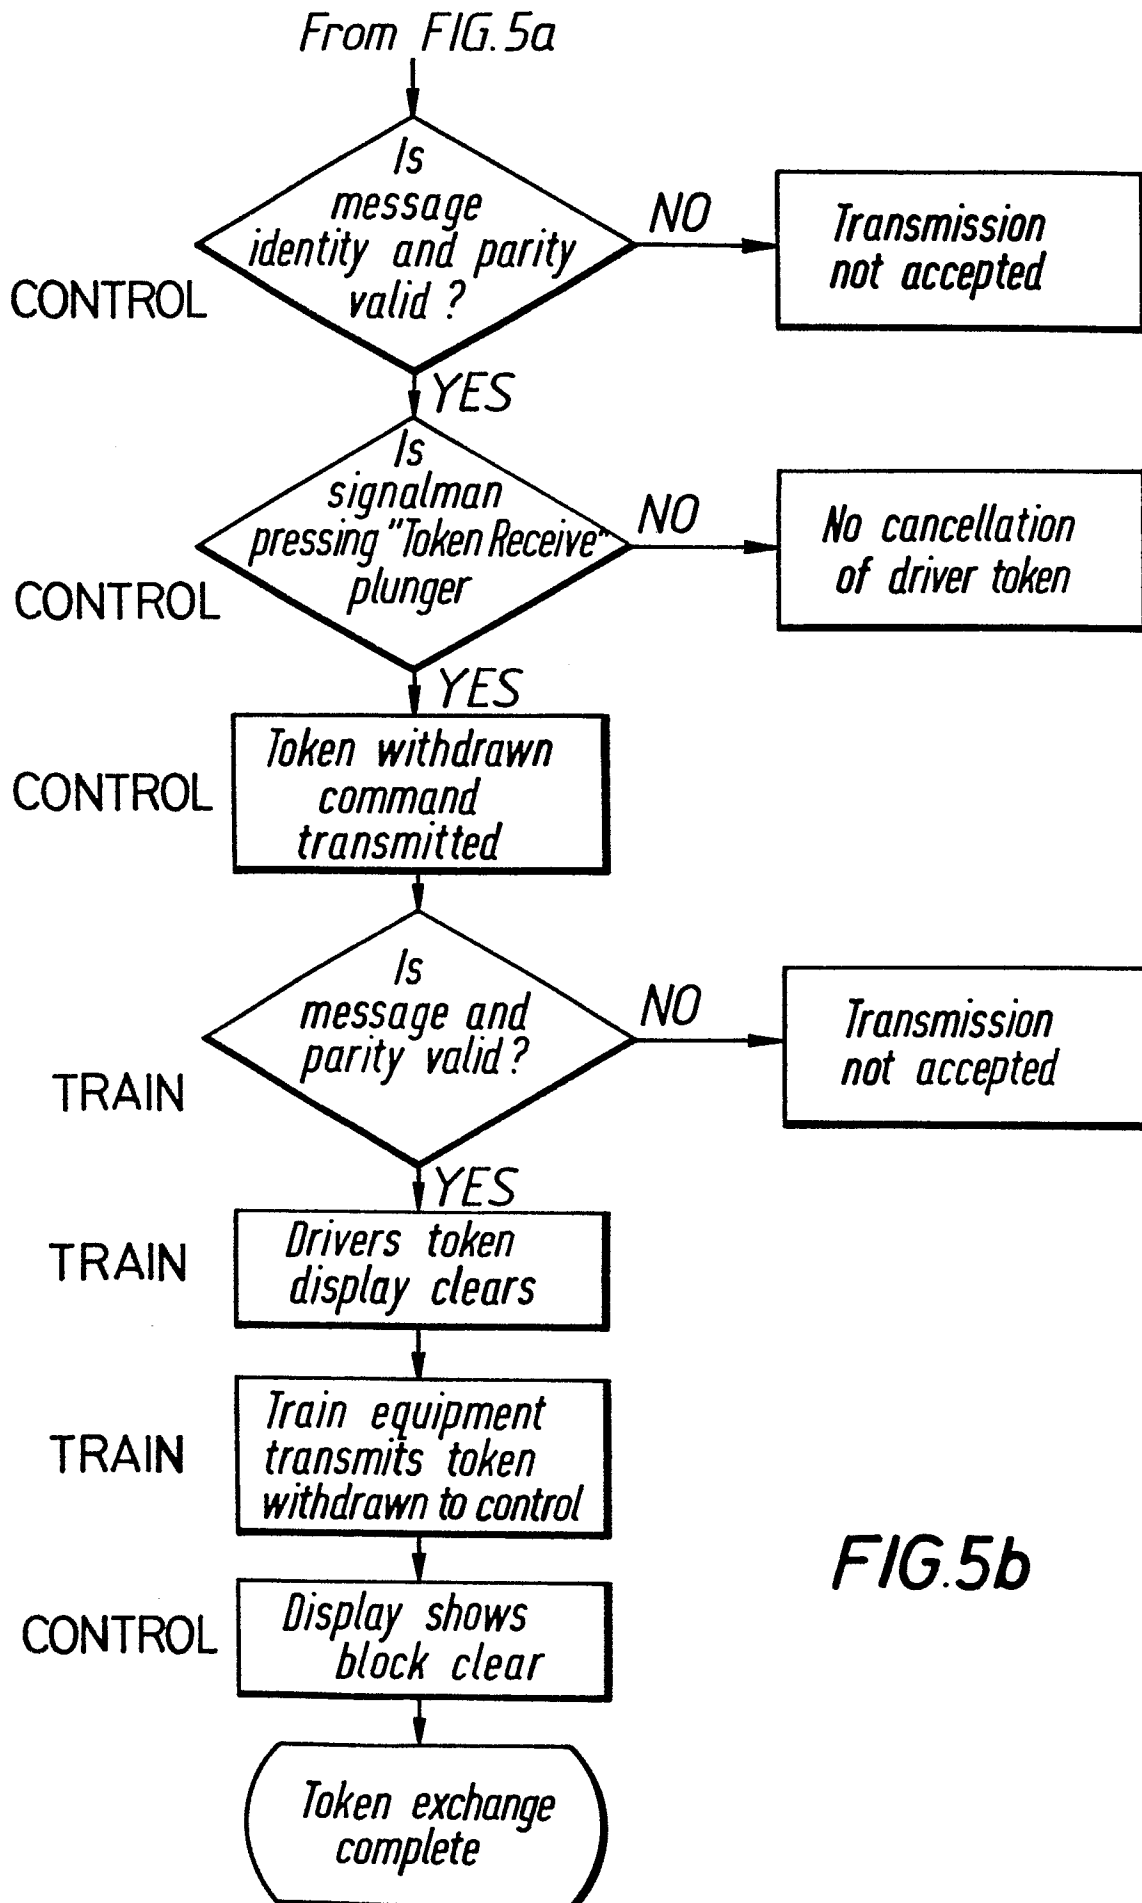 From FIG.5a
Is
message
identity and parity
valid ?
NO
Transmission
not accepted
CONTROL
YES
Is
signalman
pressing "Token Receive"
plunger
NO
No cancellation
of driver token
CONTROL
YES
Token withdrawn
command
transmitted
CONTROL
Is
message and
parity valid?
NO
Transmission
not accepted
TRAIN
YES
Drivers token
display clears
TRAIN
Train equipment
transmits token
withdrawn to control
TRAIN
FIG.5b
Display shows
block clear
CONTROL
Token exchange
complete